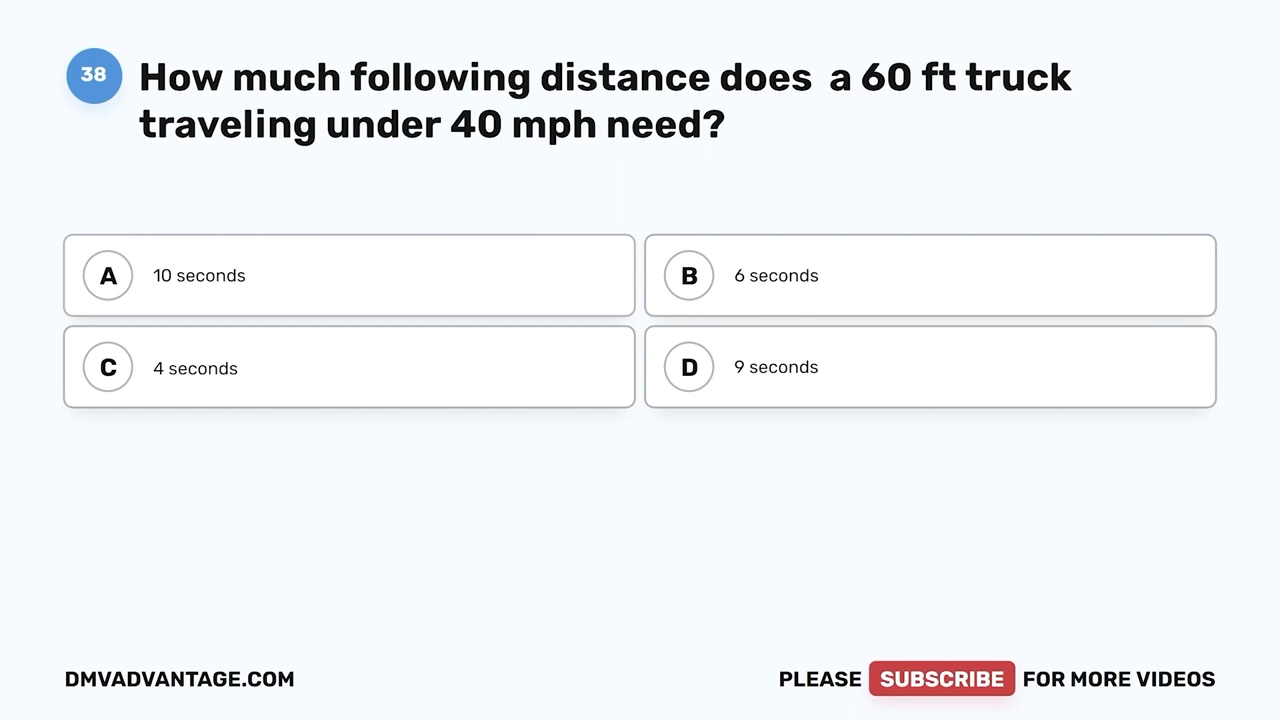 38
How much following distance does  a 60 ft truck
traveling under 40 mph need?
A 10 seconds
B 6 seconds
C 4 seconds
D 9 seconds
DMVADVANTAGE.COM
PLEASE SUBSCRIBE FOR MORE VIDEOS